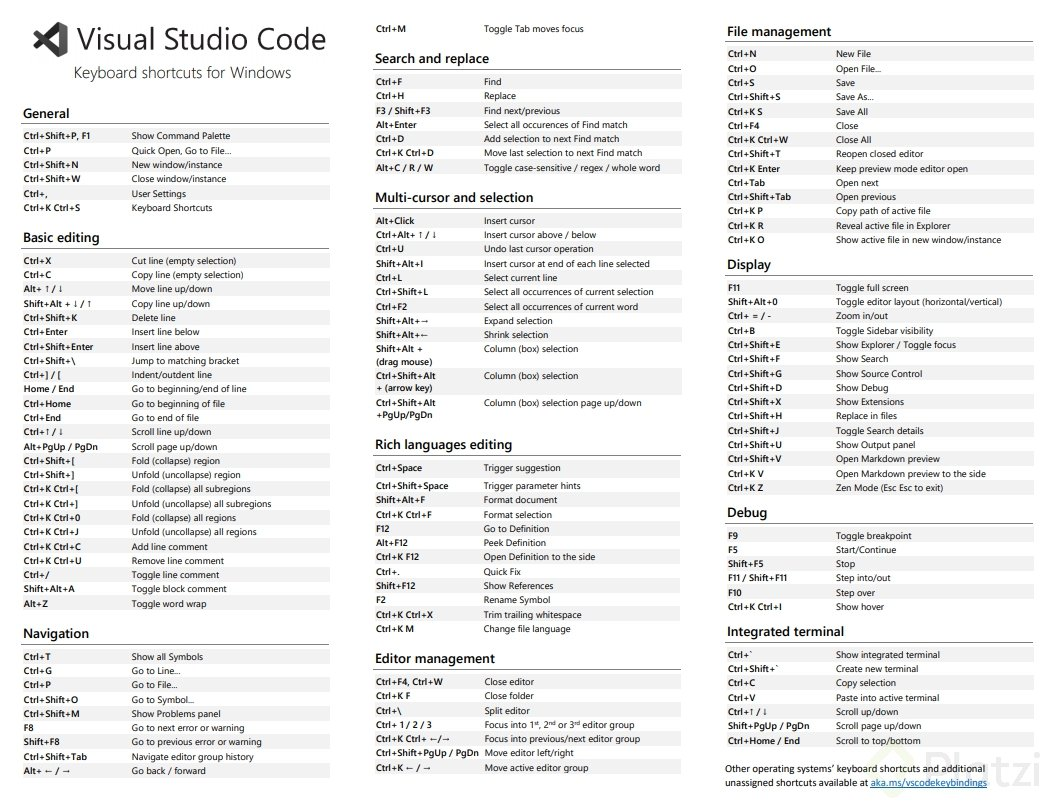 Visual Studio Code
Keyboard shortcuts for Windows
General
Ctrl+Shift+P, F1 Show Command Palette
Ctrl+P Quick Open, Go to File…
Ctrl+Shift+N New window/instance
Ctrl+Shift+W Close window/instance
Ctrl+, User Settings
Ctrl+K Ctrl+S Keyboard Shortcuts
Basic editing
Ctrl+X Cut line (empty selection)
Ctrl+C Copy line (empty selection)
Alt+ ↑ / ↓ Move line up/down
Shift+Alt + ↓ / ↑ Copy line up/down
Ctrl+Shift+K Delete line
Ctrl+Enter Insert line below
Ctrl+Shift+Enter Insert line above
Ctrl+Shift+\ Jump to matching bracket
Ctrl+] / [ Indent/outdent line
Home / End Go to beginning/end of line
Ctrl+Home Go to beginning of file
Ctrl+End Go to end of file
Ctrl+↑ / ↓ Scroll line up/down
Alt+PgUp / PgDn Scroll page up/down
Ctrl+Shift+[ Fold (collapse) region
Ctrl+Shift+] Unfold (uncollapse) region
Ctrl+K Ctrl+[ Fold (collapse) all subregions
Ctrl+K Ctrl+] Unfold (uncollapse) all subregions
Ctrl+K Ctrl+0 Fold (collapse) all regions
Ctrl+K Ctrl+J Unfold (uncollapse) all regions
Ctrl+K Ctrl+C Add line comment
Ctrl+K Ctrl+U Remove line comment
Ctrl+/ Toggle line comment
Shift+Alt+A Toggle block comment
Alt+Z Toggle word wrap
Navigation
Ctrl+T Show all Symbols
Ctrl+G Go to Line...
Ctrl+P Go to File...
Ctrl+Shift+O Go to Symbol...
Ctrl+Shift+M Show Problems panel
F8 Go to next error or warning
Shift+F8 Go to previous error or warning
Ctrl+Shift+Tab Navigate editor group history
Alt+ ← / → Go back / forward
Ctrl+M Toggle Tab moves focus
Search and replace
Ctrl+F Find
Ctrl+H Replace
F3 / Shift+F3 Find next/previous
Alt+Enter Select all occurences of Find match
Ctrl+D Add selection to next Find match
Ctrl+K Ctrl+D Move last selection to next Find match
Alt+C / R / W Toggle case-sensitive / regex / whole word
Multi-cursor and selection
Alt+Click Insert cursor
Ctrl+Alt+ ↑ / ↓ Insert cursor above / below
Ctrl+U Undo last cursor operation
Shift+Alt+I Insert cursor at end of each line selected
Ctrl+L Select current line
Ctrl+Shift+L Select all occurrences of current selection
Ctrl+F2 Select all occurrences of current word
Shift+Alt+→ Expand selection
Shift+Alt+← Shrink selection
Shift+Alt + Column (box) selection
(drag mouse)
Ctrl+Shift+Alt Column (box) selection
+ (arrow key)
Ctrl+Shift+Alt Column (box) selection page up/down
+PgUp/PgDn
Rich languages editing
Ctrl+Space Trigger suggestion
Ctrl+Shift+Space Trigger parameter hints
Shift+Alt+F Format document
Ctrl+K Ctrl+F Format selection
F12 Go to Definition
Alt+F12 Peek Definition
Ctrl+K F12 Open Definition to the side
Ctrl+. Quick Fix
Shift+F12 Show References
F2 Rename Symbol
Ctrl+K Ctrl+X Trim trailing whitespace
Ctrl+K M Change file language
Editor management
Ctrl+F4, Ctrl+W Close editor
Ctrl+K F Close folder
Ctrl+\ Split editor
Ctrl+ 1 / 2 / 3 Focus into 1st, 2nd or 3rd editor group
Ctrl+K Ctrl+ ←/→ Focus into previous/next editor group
Ctrl+Shift+PgUp / PgDn Move editor left/right
Ctrl+K ← / → Move active editor group
File management
Ctrl+N New File
Ctrl+O Open File...
Ctrl+S Save
Ctrl+Shift+S Save As...
Ctrl+K S Save All
Ctrl+F4 Close
Ctrl+K Ctrl+W Close All
Ctrl+Shift+T Reopen closed editor
Ctrl+K Enter Keep preview mode editor open
Ctrl+Tab Open next
Ctrl+Shift+Tab Open previous
Ctrl+K P Copy path of active file
Ctrl+K R Reveal active file in Explorer
Ctrl+K O Show active file in new window/instance
Display
F11 Toggle full screen
Shift+Alt+0 Toggle editor layout (horizontal/vertical)
Ctrl+ = / - Zoom in/out
Ctrl+B Toggle Sidebar visibility
Ctrl+Shift+E Show Explorer / Toggle focus
Ctrl+Shift+F Show Search
Ctrl+Shift+G Show Source Control
Ctrl+Shift+D Show Debug
Ctrl+Shift+X Show Extensions
Ctrl+Shift+H Replace in files
Ctrl+Shift+J Toggle Search details
Ctrl+Shift+U Show Output panel
Ctrl+Shift+V Open Markdown preview
Ctrl+K V Open Markdown preview to the side
Ctrl+K Z Zen Mode (Esc Esc to exit)
Debug
F9 Toggle breakpoint
F5 Start/Continue
Shift+F5 Stop
F11 / Shift+F11 Step into/out
F10 Step over
Ctrl+K Ctrl+I Show hover
Integrated terminal
Ctrl+` Show integrated terminal
Ctrl+Shift+` Create new terminal
Ctrl+C Copy selection
Ctrl+V Paste into active terminal
Ctrl+↑ / ↓ Scroll up/down
Shift+PgUp / PgDn Scroll page up/down
Ctrl+Home / End Scroll to top/bottom
Other operating systems' keyboard shortcuts and additional
unassigned shortcuts available at aka.ms/vscodekeybindings
Platzi